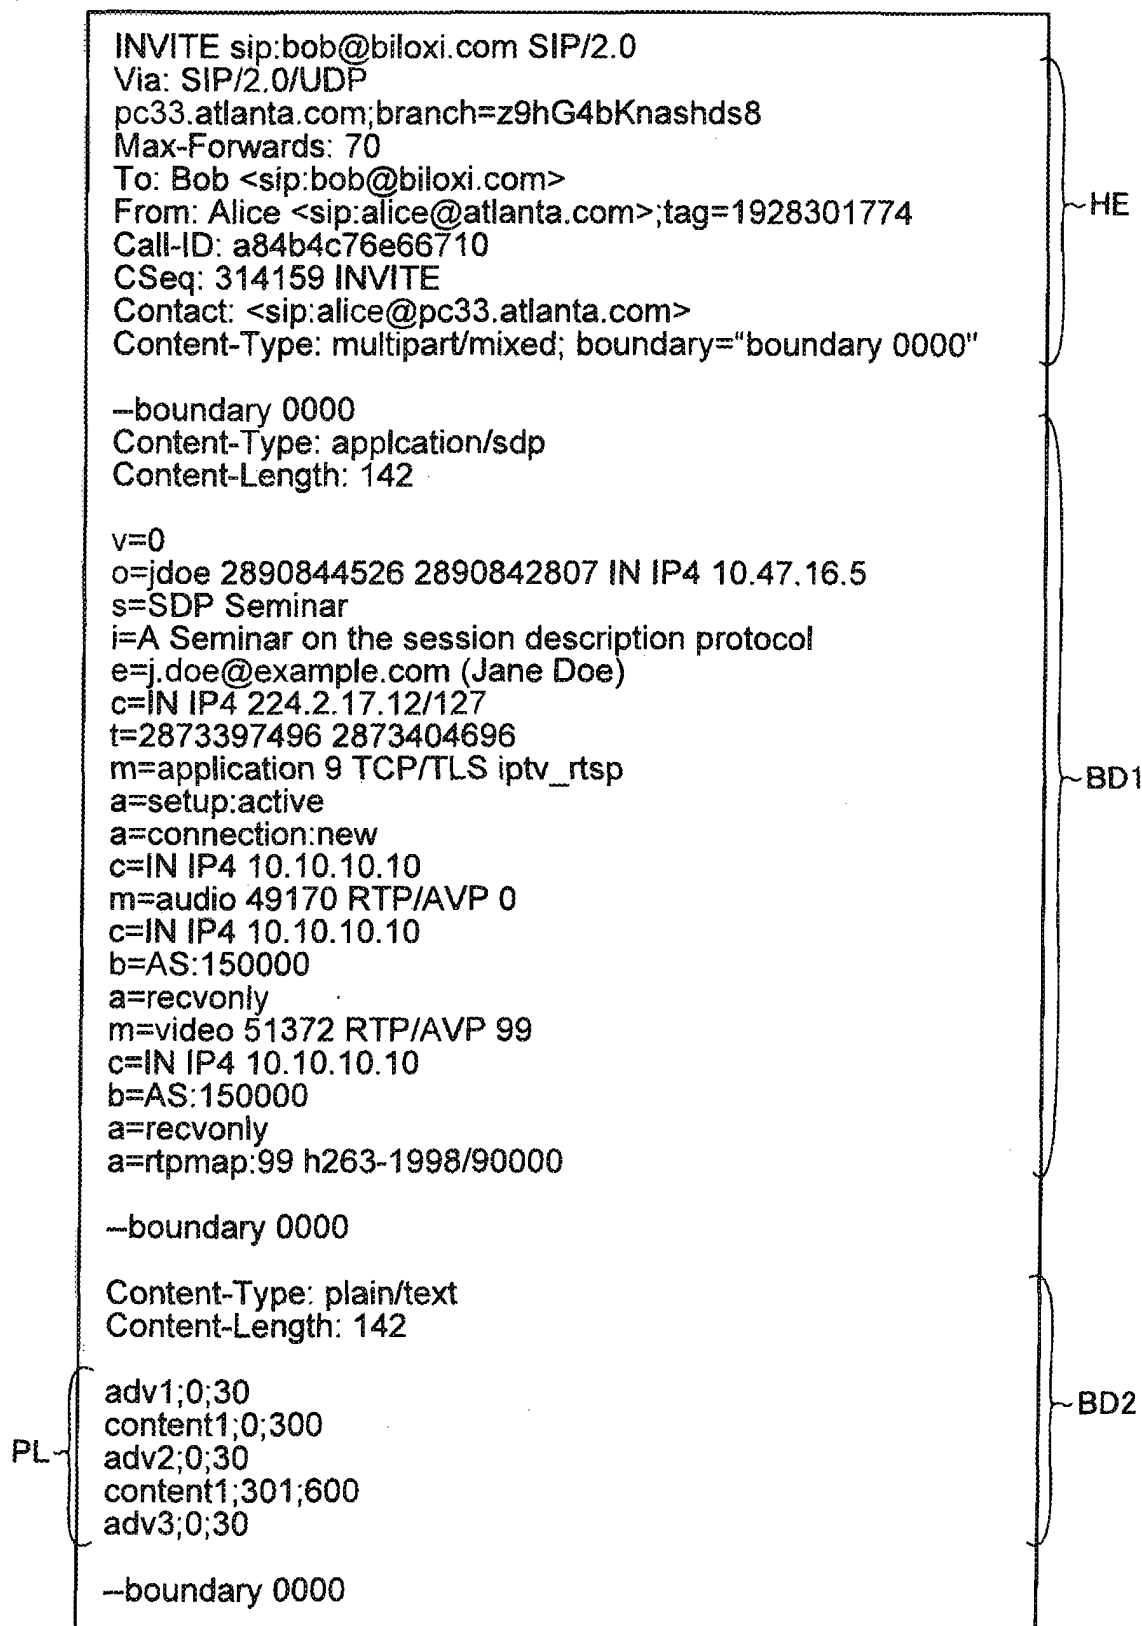 INVITE sip:bob@biloxi.com SIP/2.0
Via: SIP/2.0/UDP
pc33.atlanta.com;branch=z9hG4bKnashds8
Max-Forwards: 70
To: Bob <sip:bob@biloxi.com>
From: Alice <sip:alice@atlanta.com>;tag=1928301774
Call-ID: a84b4c76e66710
CSeq: 314159 INVITE
Contact: <sip:alice@pc33.atlanta.com>
Content-Type: multipart/mixed; boundary="boundary 0000"
HE
--boundary 0000
Content-Type: applcation/sdp
Content-Length: 142
v=0
o=jdoe 2890844526 2890842807 IN IP4 10.47.16.5
s=SDP Seminar
i=A Seminar on the session description protocol
e=j.doe@example.com (Jane Doe)
c=IN IP4 224.2.17.12/127
t=2873397496 2873404696
m=application 9 TCP/TLS iptv_rtsp
a=setup:active
a=connection:new
c=IN IP4 10.10.10.10
m=audio 49170 RTP/AVP 0
c=IN IP4 10.10.10.10
b=AS:150000
a=recvonly
m=video 51372 RTP/AVP 99
c=IN IP4 10.10.10.10
b=AS:150000
a=recvonly
a=rtpmap:99 h263-1998/90000
BD1
--boundary 0000
Content-Type: plain/text
Content-Length: 142
PL
adv1;0;30
content1;0;300
adv2;0;30
content1;301;600
adv3;0;30
BD2
--boundary 0000